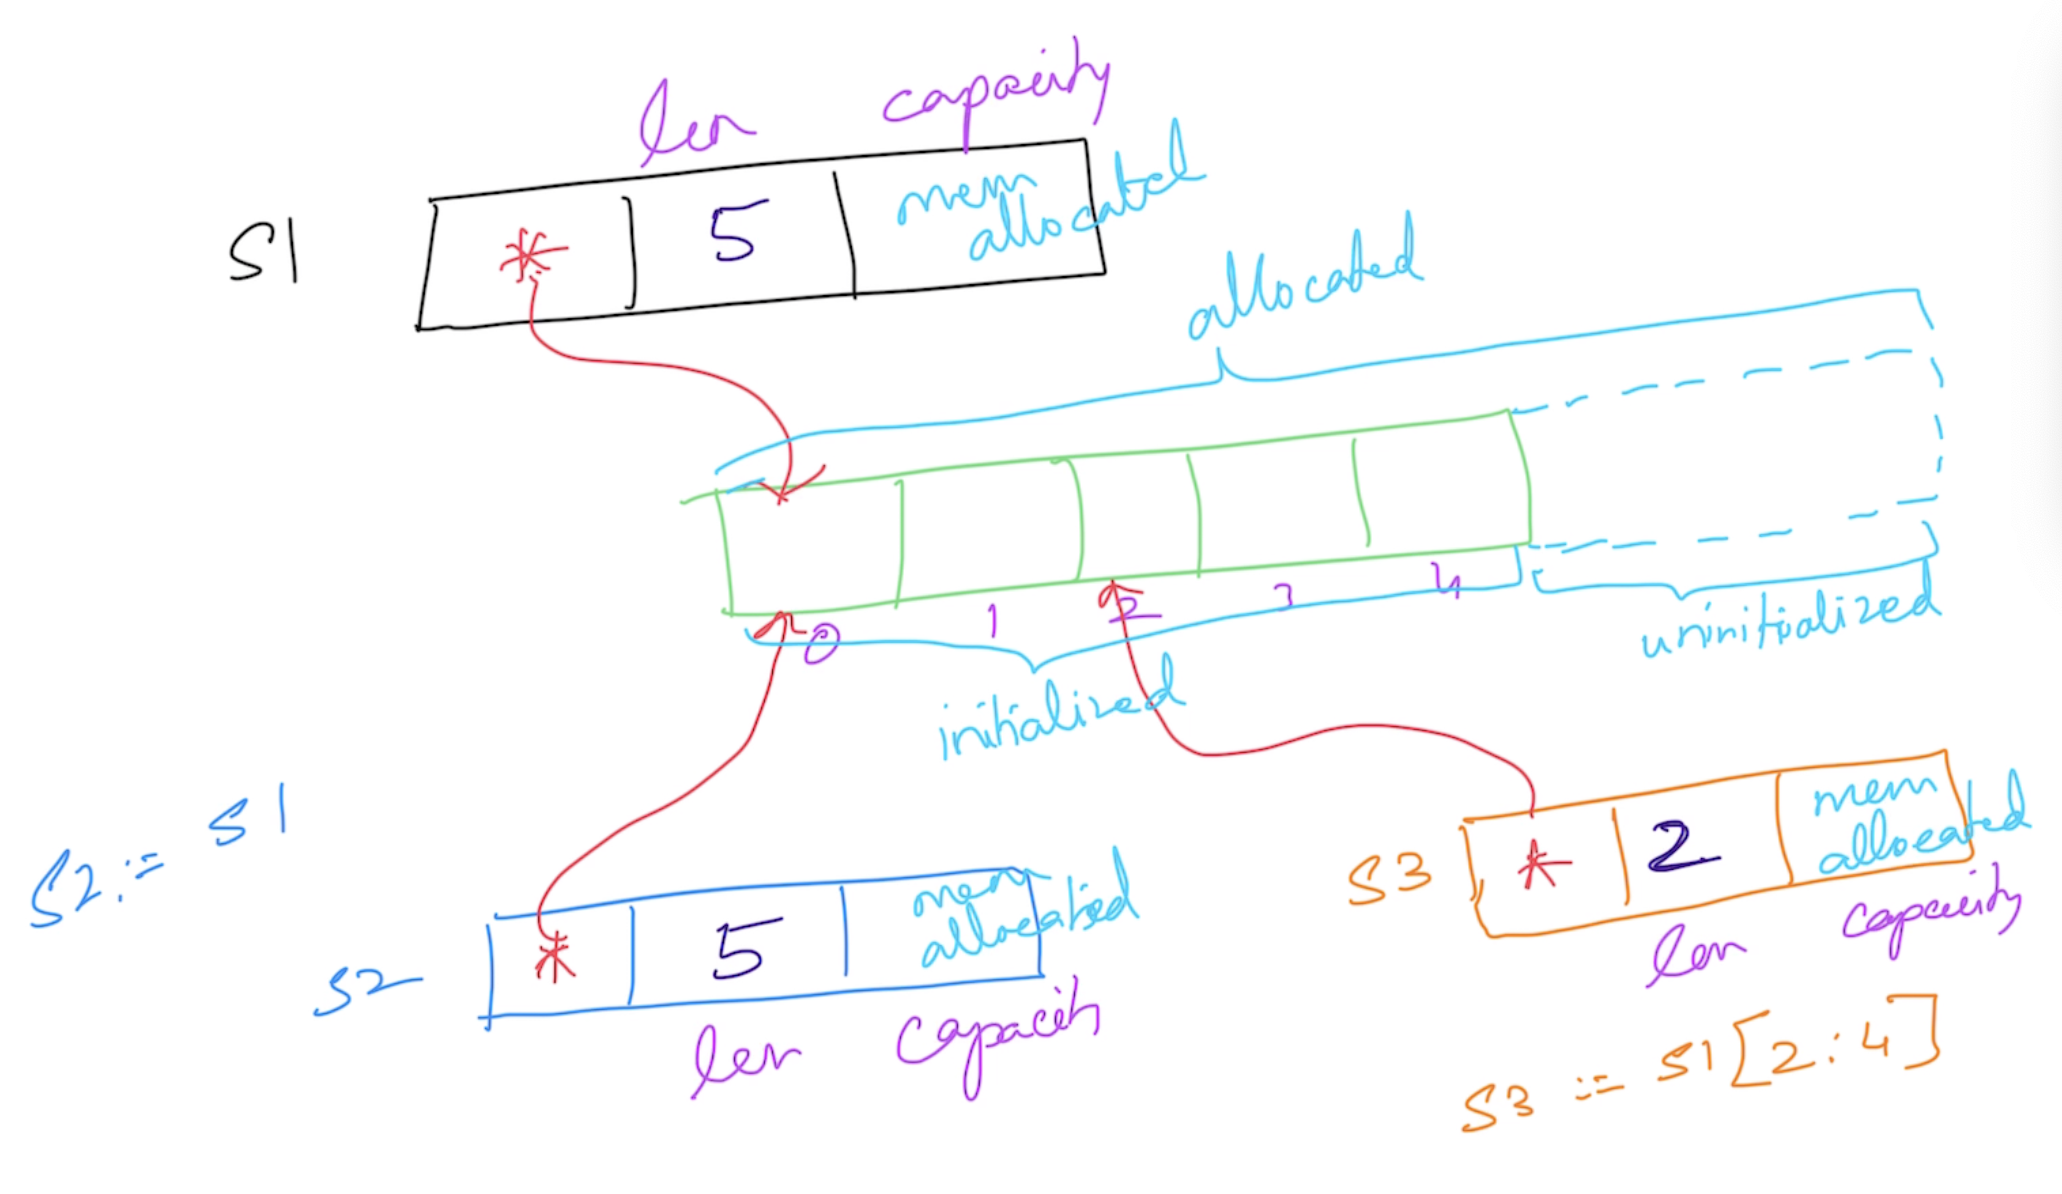 len capacity
S1 * 5 mem allocated
allocated
0 1 2 3 4
initialized
uninitialized
S2 := S1
S2 * 5 mem allocated
len capacity
S3 * 2 mem allocated
len capacity
S3 := S1[2:4]